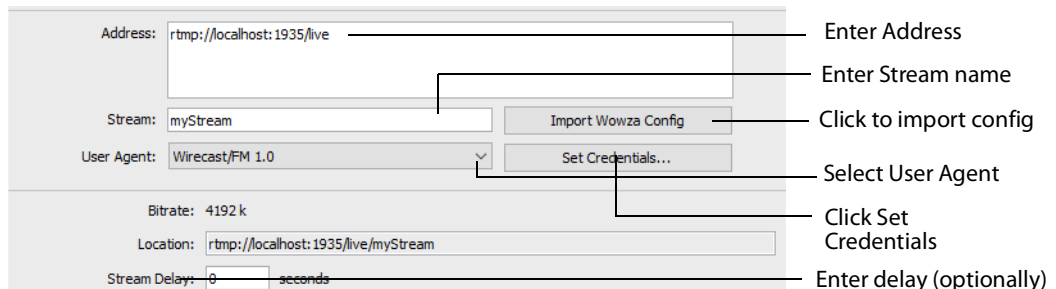 Address: rtmp://localhost:1935/live
Enter Address
Enter Stream name
Stream: myStream Import Wowza Config
Click to import config
User Agent: Wirecast/FM 1.0 Set Credentials...
Select User Agent
Bitrate: 4192 k
Click Set
Credentials
Location: rtmp://localhost:1935/live/myStream
Stream Delay: 0 seconds
Enter delay (optionally)